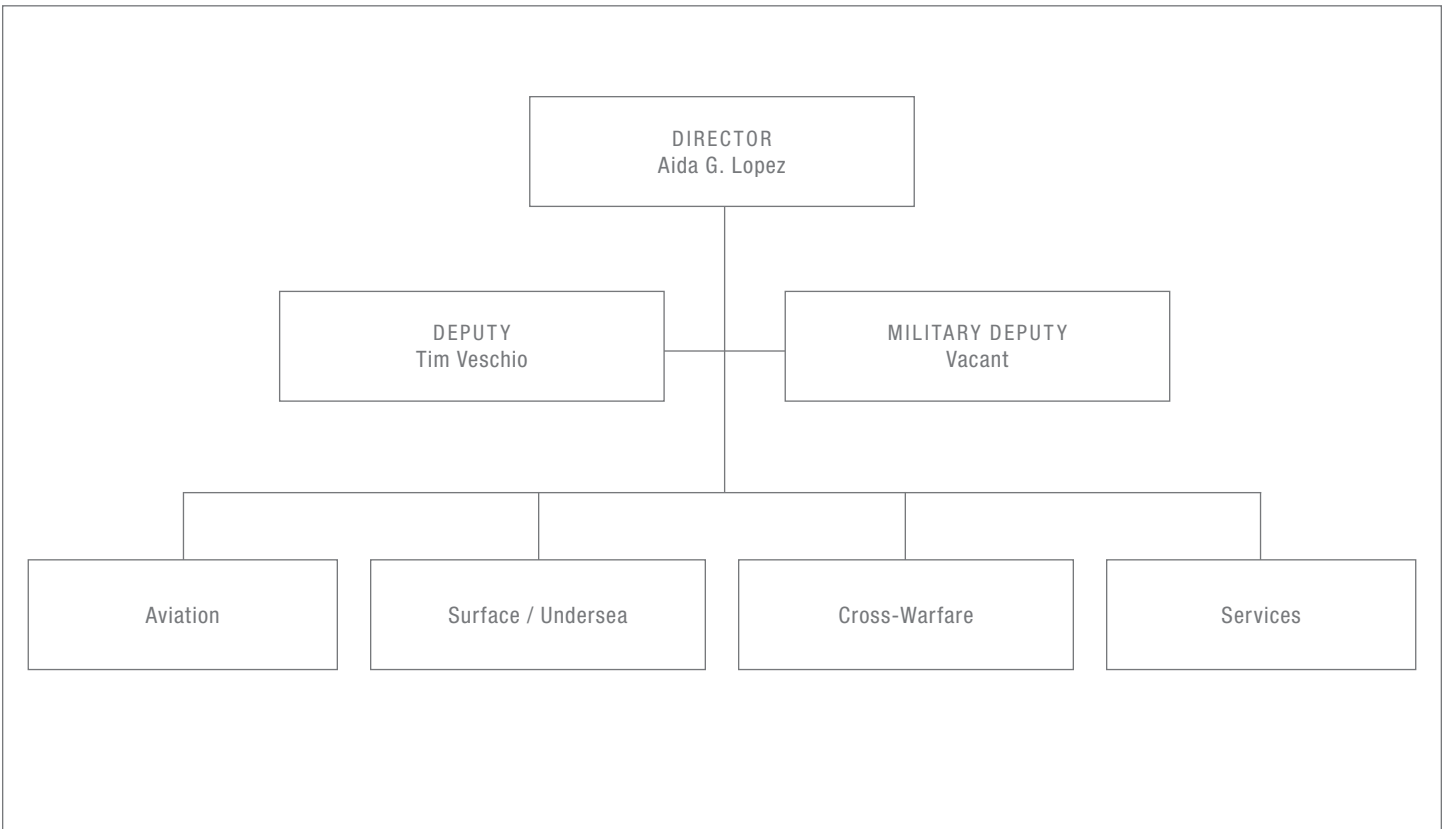 DIRECTOR
Aida G. Lopez
DEPUTY
Tim Veschio
MILITARY DEPUTY
Vacant
Aviation
Surface / Undersea
Cross-Warfare
Services